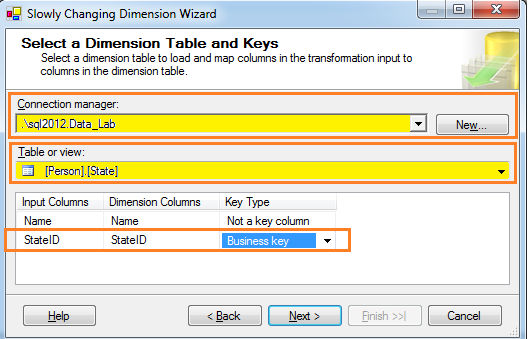 Slowly Changing Dimension Wizard
Select a Dimension Table and Keys
Select a dimension table to load and map columns in the transformation input to
columns in the dimension table.
Connection manager:
.\sql2012.Data_Lab
New...
Table or view:
[Person].[State]
Input Columns Dimension Columns Key Type
Name Name Not a key column
StateID StateID Business key
Help < Back Next > Finish >>| Cancel